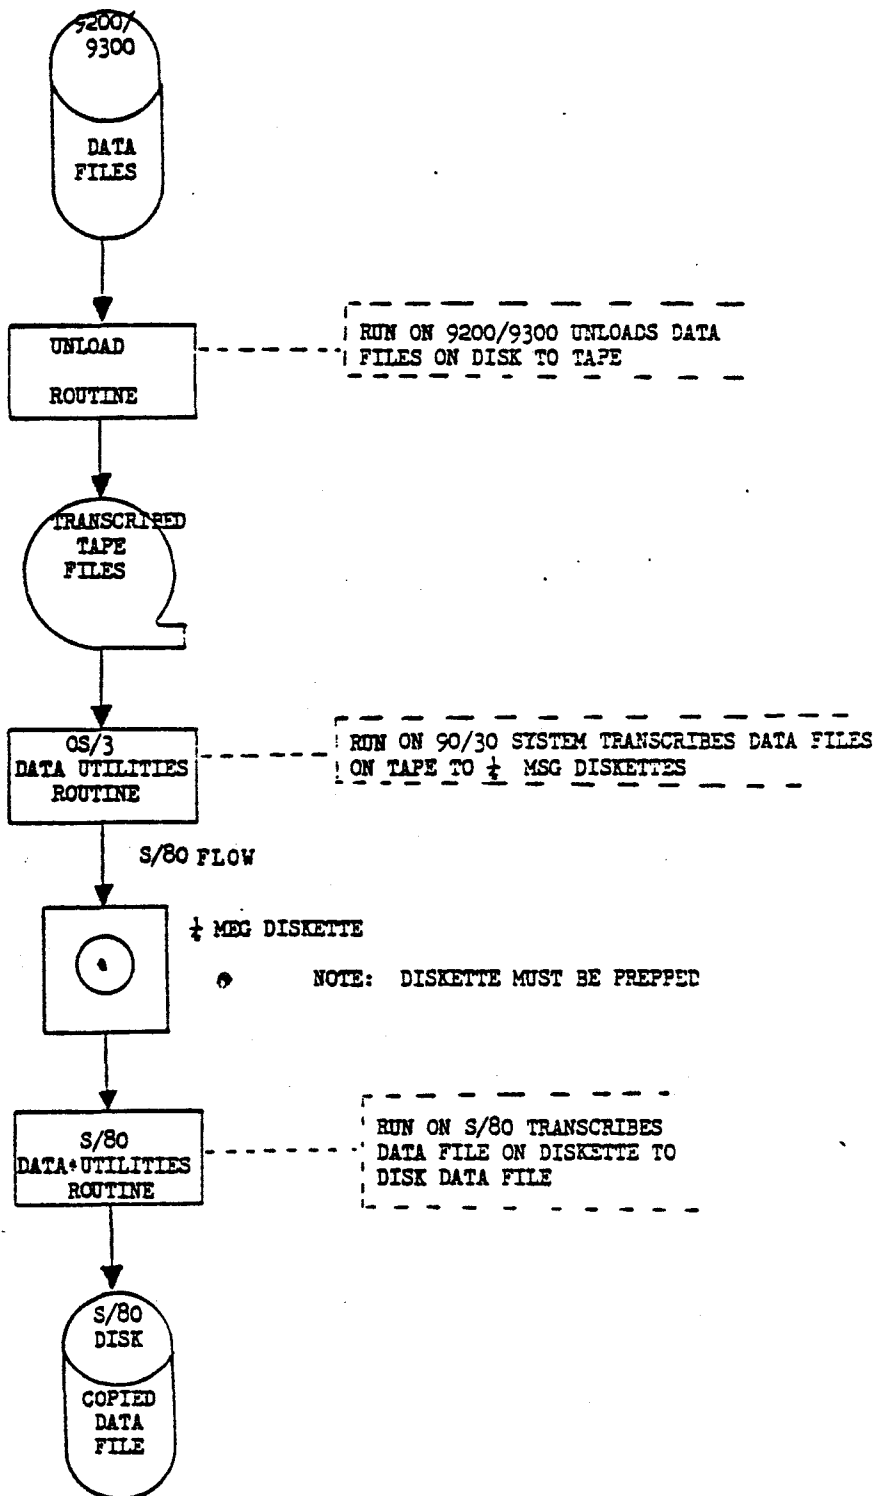 9200/
9300
DATA
FILES
UNLOAD
ROUTINE
RUN ON 9200/9300 UNLOADS DATA
FILES ON DISK TO TAPE
TRANSCRIBED
TAPE
FILES
OS/3
DATA UTILITIES
ROUTINE
RUN ON 90/30 SYSTEM TRANSCRIBES DATA FILES
ON TAPE TO ¼ MSG DISKETTES
S/80 FLOW
¼ MEG DISKETTE
NOTE: DISKETTE MUST BE PREPPED
S/80
DATA UTILITIES
ROUTINE
RUN ON S/80 TRANSCRIBES
DATA FILE ON DISKETTE TO
DISK DATA FILE
S/80
DISK
COPIED
DATA
FILE